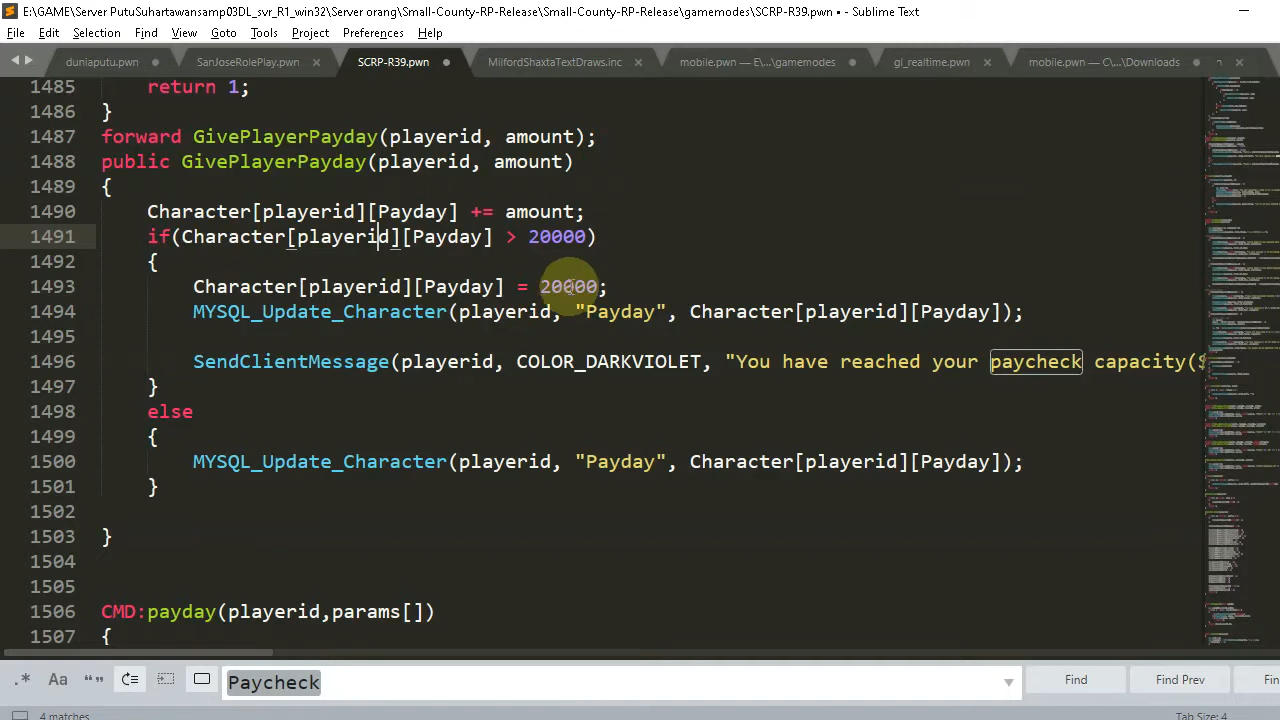 E:\GAME\Server PutuSuhartawansamp03DL_svr_R1_win32\Server orang\Small-County-RP-Release\Small-County-RP-Release\gamemodes\SCRP-R39.pwn • - Sublime Text
File Edit Selection Find View Goto Tools Project Preferences Help
duniaputu.pwn SanJoseRolePlay.pwn SCRP-R39.pwn MilfordShaxtaTextDraws.inc mobile.pwn — E\...\gamemodes gl_realtime.pwn mobile.pwn — C\...\Downloads
1485 return 1;
1486 }
1487 forward GivePlayerPayday(playerid, amount);
1488 public GivePlayerPayday(playerid, amount)
1489 {
1490 Character[playerid][Payday] += amount;
1491 if(Character[playerid][Payday] > 20000)
1492 {
1493 Character[playerid][Payday] = 20000;
1494 MYSQL_Update_Character(playerid, "Payday", Character[playerid][Payday]);
1495
1496 SendClientMessage(playerid, COLOR_DARKVIOLET, "You have reached your paycheck capacity($
1497 }
1498 else
1499 {
1500 MYSQL_Update_Character(playerid, "Payday", Character[playerid][Payday]);
1501 }
1502
1503 }
1504
1505
1506 CMD:payday(playerid,params[])
1507 {
.* Aa “” Paycheck Find Find Prev Fin
4 matches Tab Size: 4